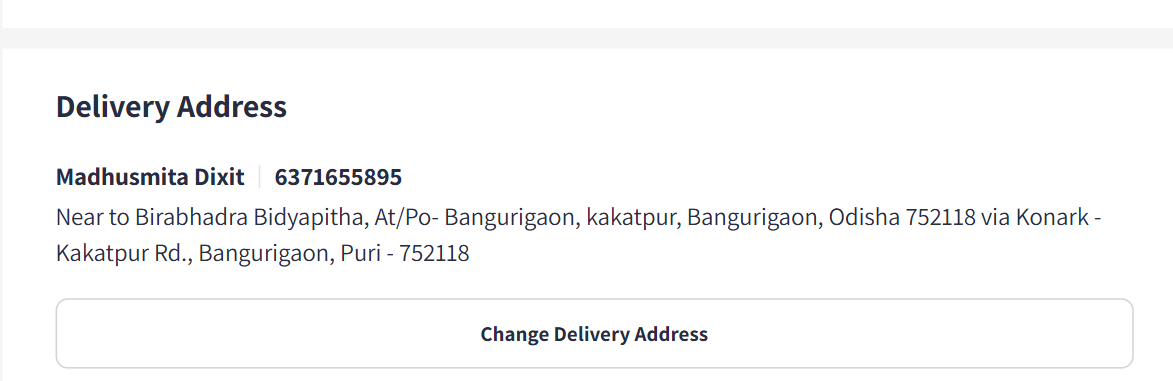 Delivery Address
Madhusmita Dixit | 6371655895
Near to Birabhadra Bidyapitha, At/Po- Bangurigaon, kakatpur, Bangurigaon, Odisha 752118 via Konark -
Kakatpur Rd., Bangurigaon, Puri - 752118
Change Delivery Address